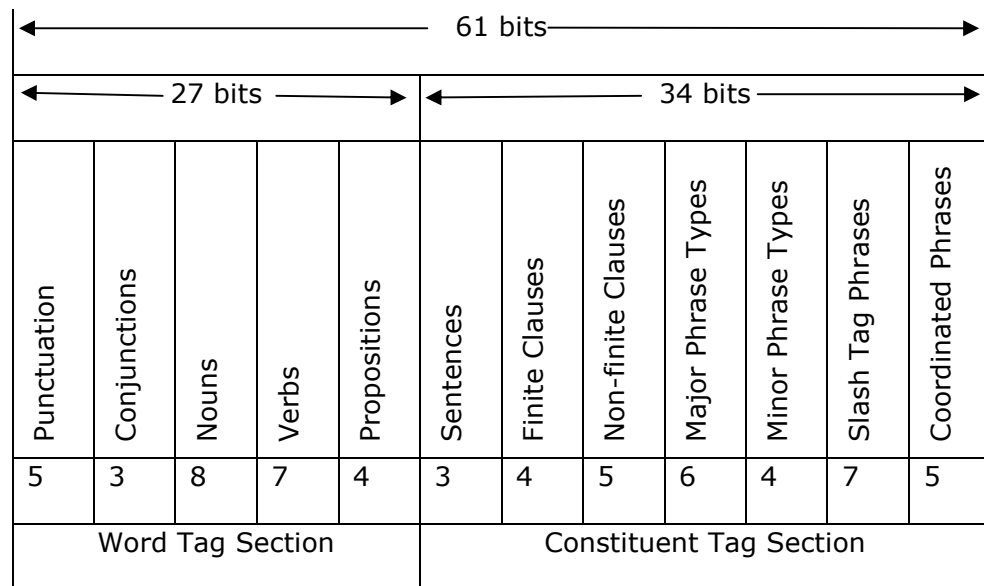 61 bits
27 bits 34 bits
Punctuation Conjunctions Nouns Verbs Propositions Sentences Finite Clauses Non-finite Clauses Major Phrase Types Minor Phrase Types Slash Tag Phrases Coordinated Phrases
5 3 8 7 4 3 4 5 6 4 7 5
Word Tag Section Constituent Tag Section